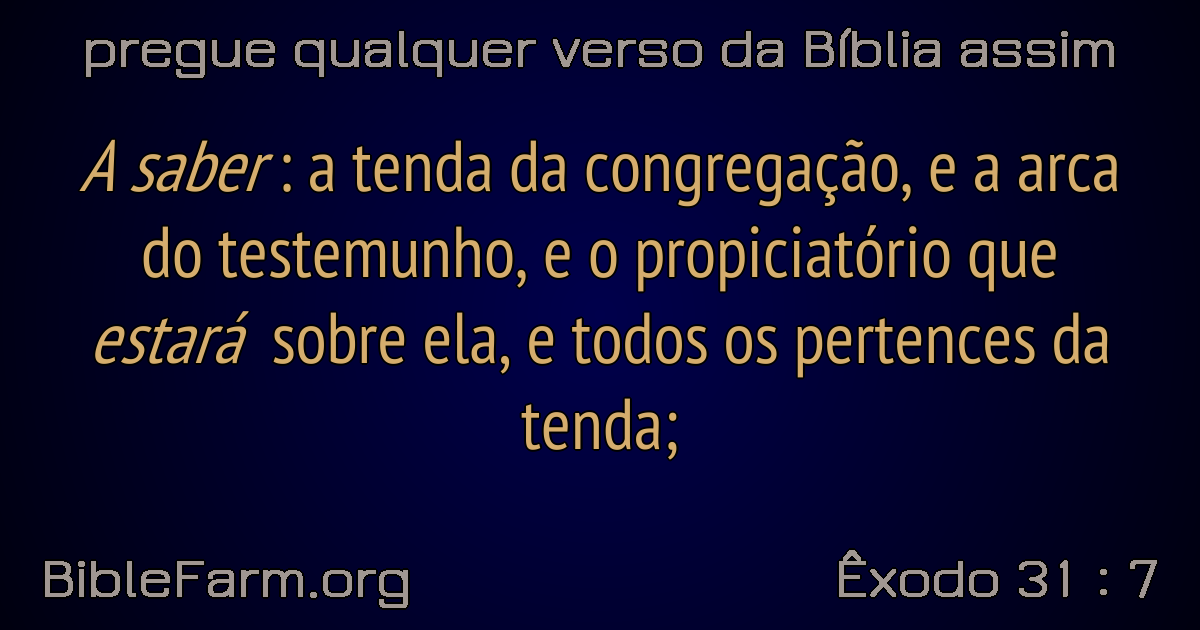 pregue qualquer verso da Bíblia assim
A saber : a tenda da congregação, e a arca
do testemunho, e o propiciatório que
estará sobre ela, e todos os pertences da
tenda;
BibleFarm.org
Êxodo 31 : 7